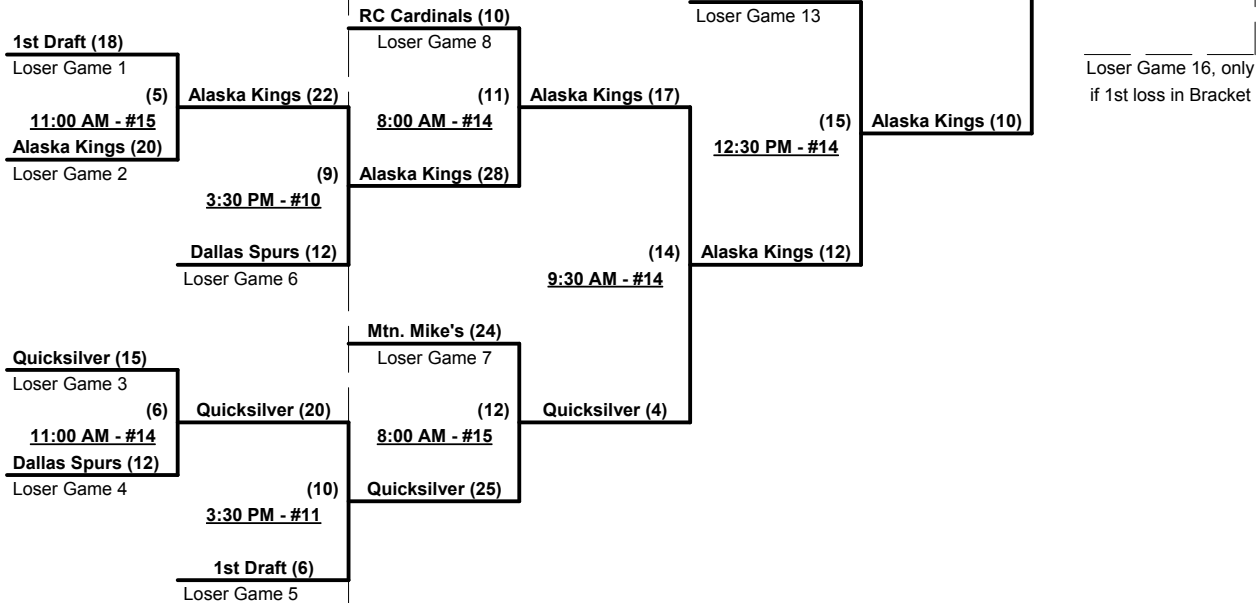 Loser Game 13
RC Cardinals (10)
Loser Game 8
1st Draft (18)
Loser Game 1
Loser Game 16, only
if 1st loss in Bracket
(5)
Alaska Kings (22)
(11)
Alaska Kings (17)
11:00 AM - #15
8:00 AM - #14
(15)
Alaska Kings (10)
Alaska Kings (20)
12:30 PM - #14
Loser Game 2
(9)
Alaska Kings (28)
3:30 PM - #10
Dallas Spurs (12)
(14)
Alaska Kings (12)
Loser Game 6
9:30 AM - #14
Mtn. Mike's (24)
Quicksilver (15)
Loser Game 7
Loser Game 3
(6)
Quicksilver (20)
(12)
Quicksilver (4)
11:00 AM - #14
8:00 AM - #15
Dallas Spurs (12)
Loser Game 4
(10)
Quicksilver (25)
3:30 PM - #11
1st Draft (6)
Loser Game 5